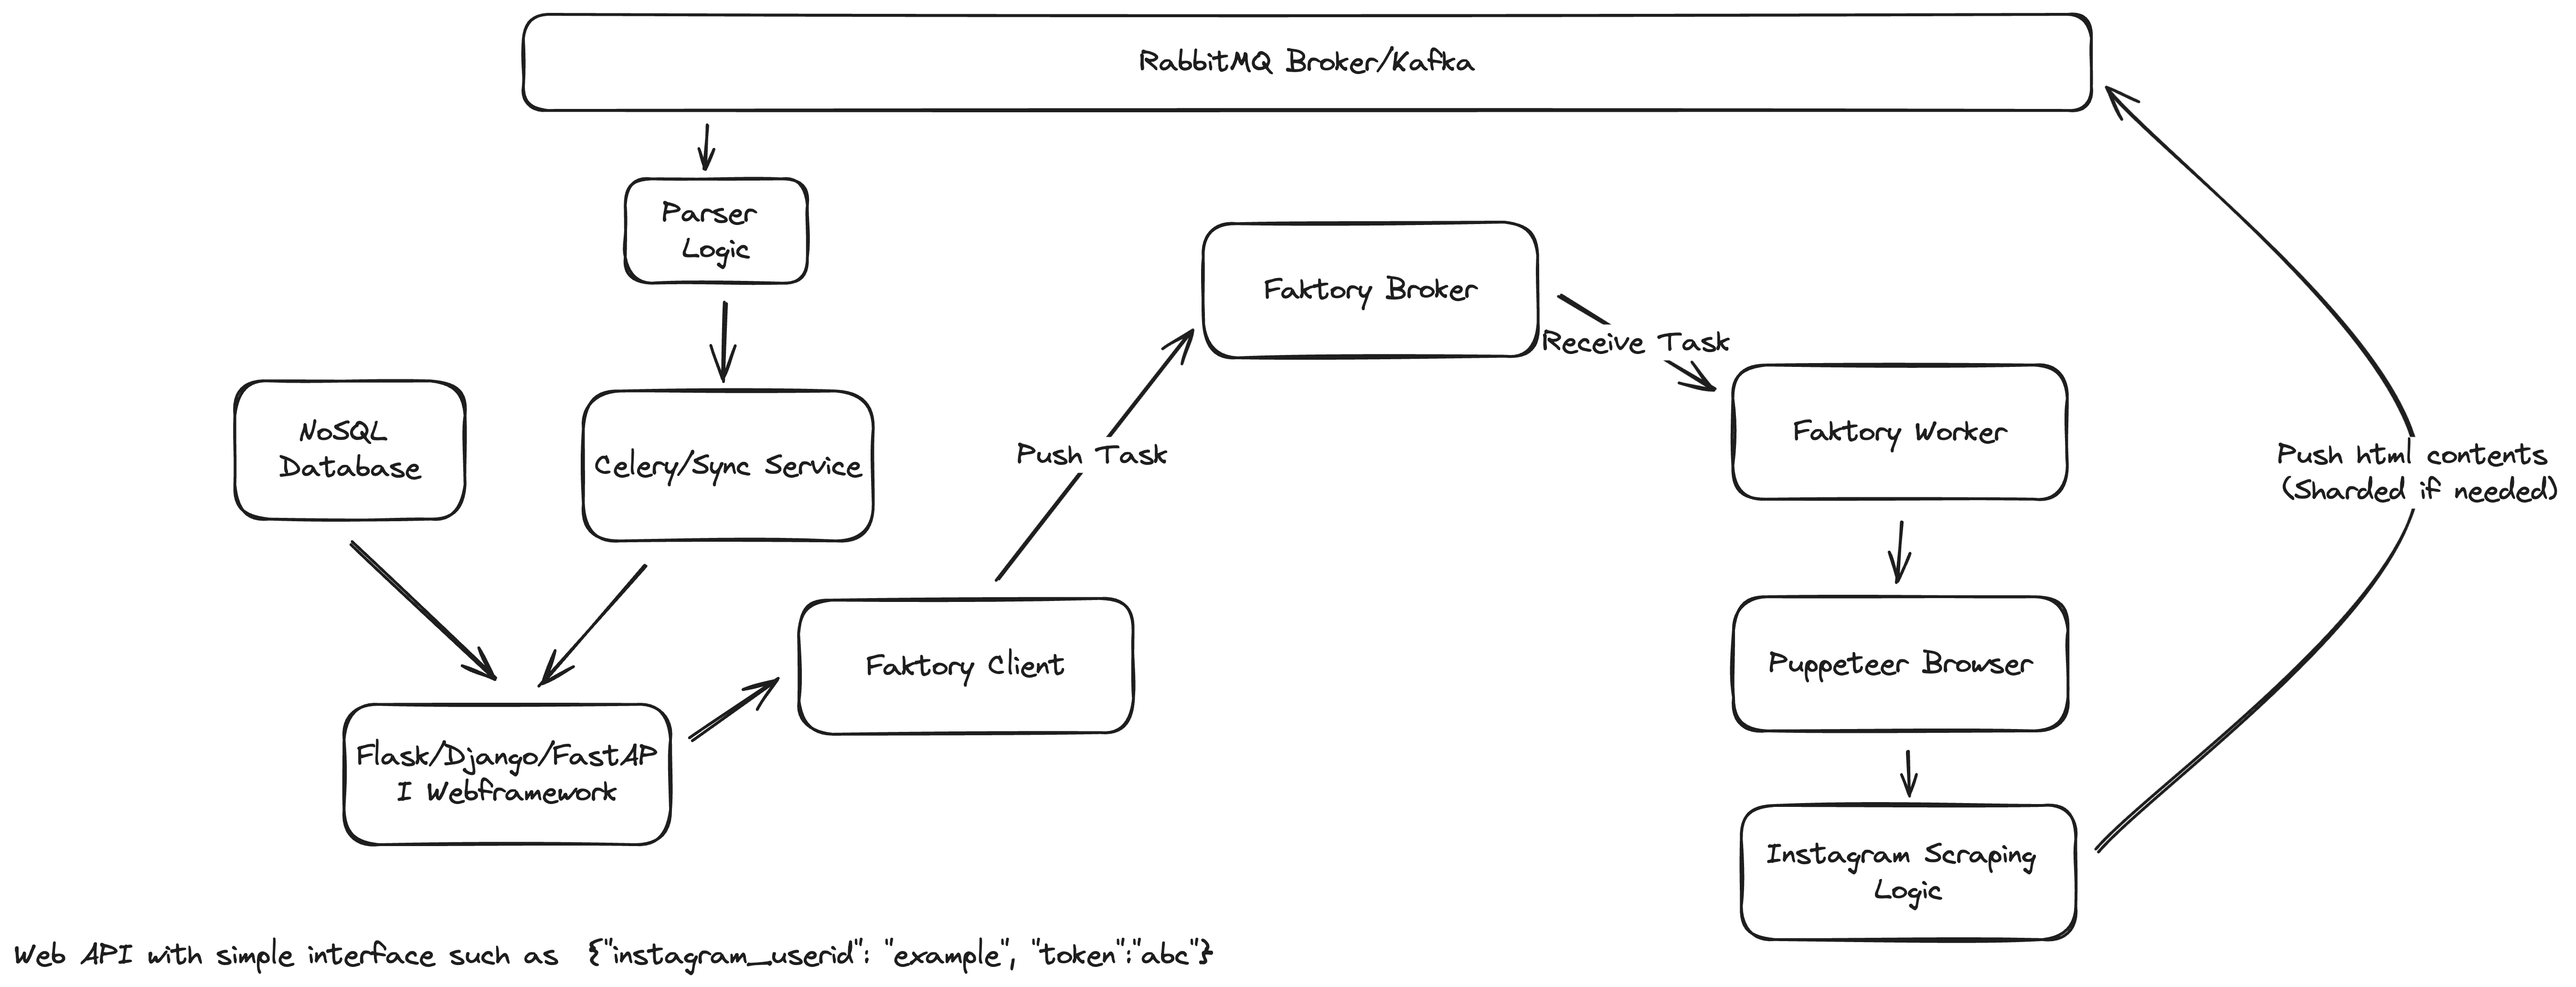 RabbitMQ Broker/Kafka
Parser
Logic
Faktory Broker
Receive Task
NoSQL
Database
Celery/Sync Service
Push Task
Faktory Worker
Push html contents
(Sharded if needed)
Faktory Client
Puppeteer Browser
Flask/Django/FastAP
I Webframework
Instagram Scraping
Logic
Web API with simple interface such as {"instagram_userid": "example", "token":"abc"}